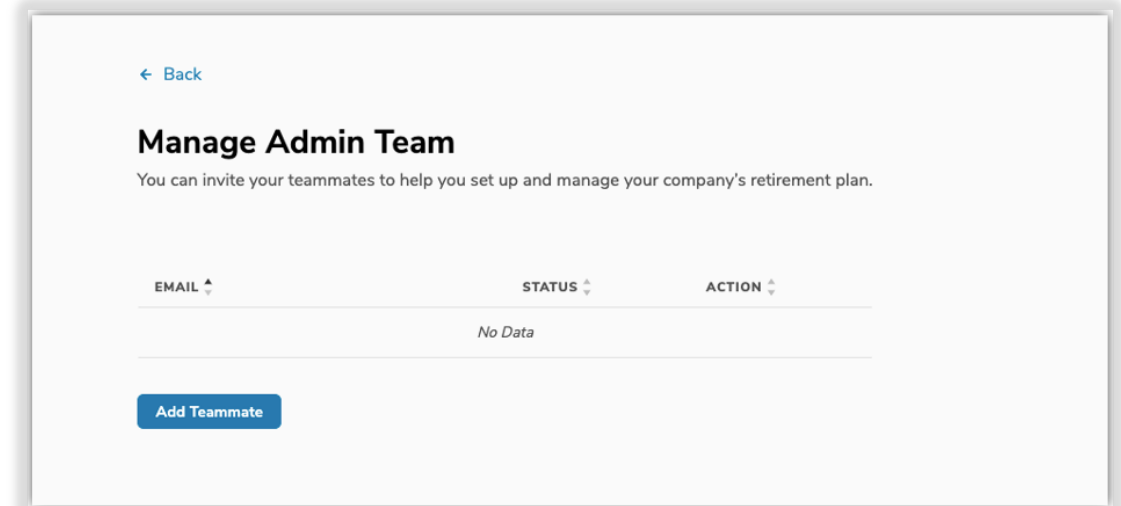 ← Back
Manage Admin Team
You can invite your teammates to help you set up and manage your company's retirement plan.
EMAIL STATUS ACTION
No Data
Add Teammate